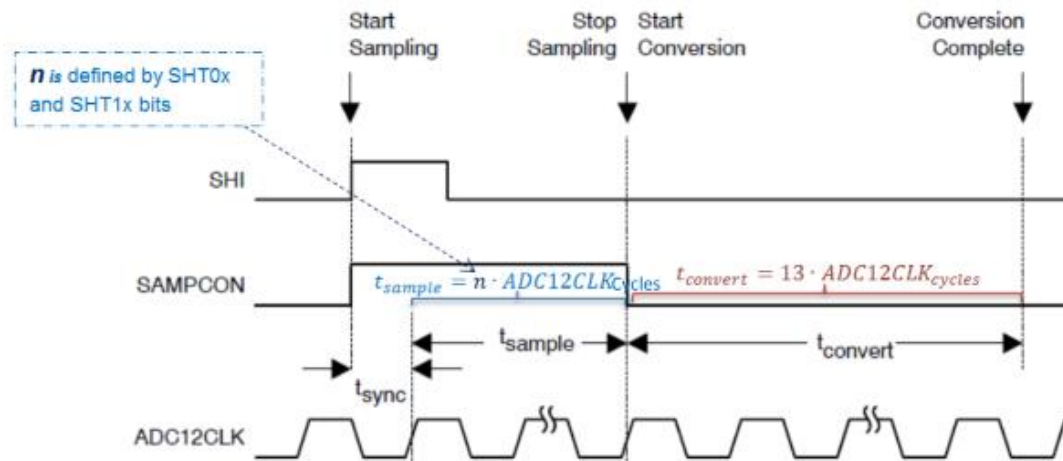 Start
Sampling
Stop
Sampling
Start
Conversion
Conversion
Complete
n is defined by SHT0x
and SHT1x bits
SHI
SAMPCON
t_sample = n · ADC12CLK_Cycles
t_convert = 13 · ADC12CLK_cycles
t_sample
t_convert
t_sync
ADC12CLK